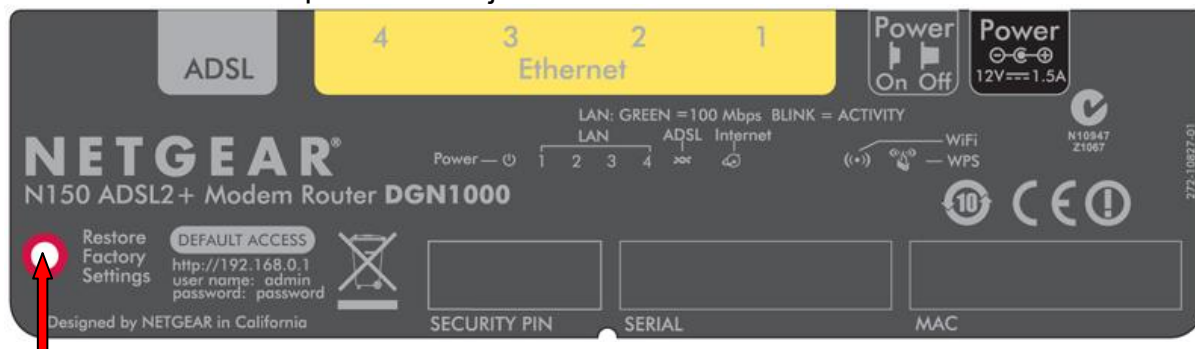 ADSL
4 3 2 1
Ethernet
Power
On Off
Power
12V 1.5A
LAN: GREEN =100 Mbps BLINK = ACTIVITY
LAN ADSL Internet
Power 1 2 3 4
WiFi
WPS
N10947
Z1067
272-10827-01
NETGEAR®
N150 ADSL2+ Modem Router DGN1000
10
CE
Restore
Factory
Settings
DEFAULT ACCESS
http://192.168.0.1
user name: admin
password: password
Designed by NETGEAR in California
SECURITY PIN
SERIAL
MAC